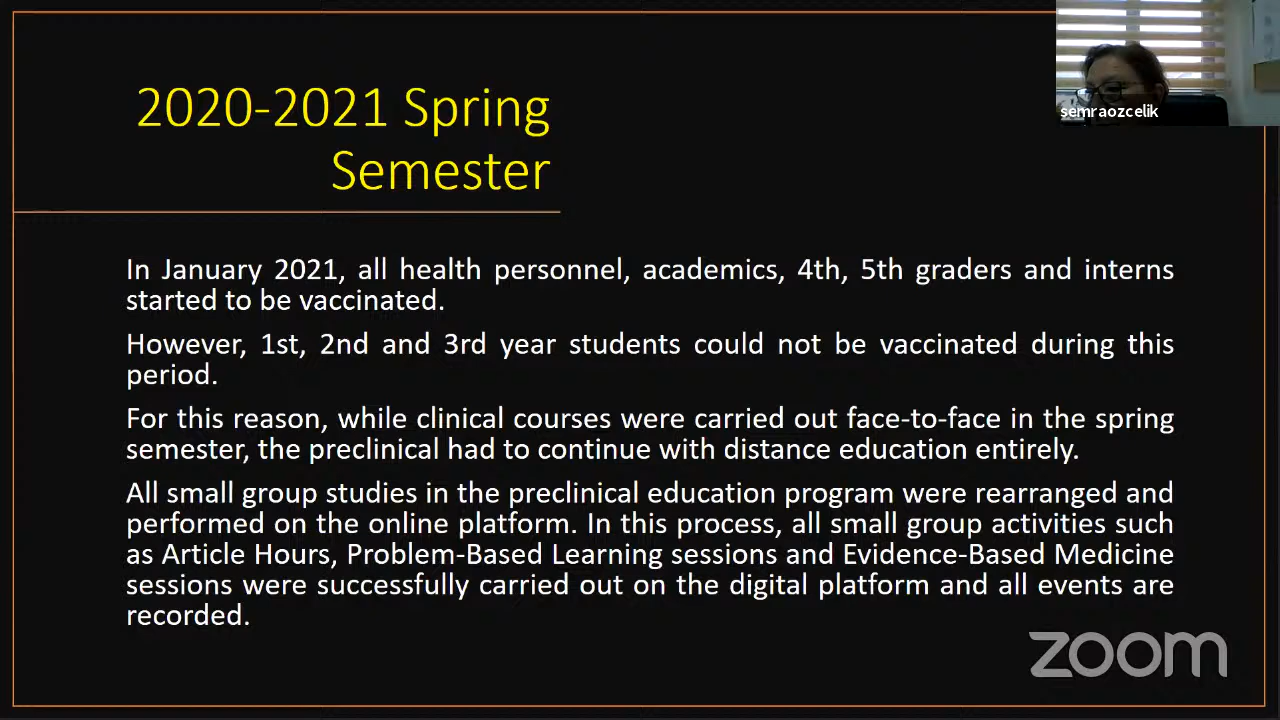 2020-2021 Spring
Semester
semraozcelik
In January 2021, all health personnel, academics, 4th, 5th graders and interns
started to be vaccinated.
However, 1st, 2nd and 3rd year students could not be vaccinated during this
period.
For this reason, while clinical courses were carried out face-to-face in the spring
semester, the preclinical had to continue with distance education entirely.
All small group studies in the preclinical education program were rearranged and
performed on the online platform. In this process, all small group activities such
as Article Hours, Problem-Based Learning sessions and Evidence-Based Medicine
sessions were successfully carried out on the digital platform and all events are
recorded.
zoom